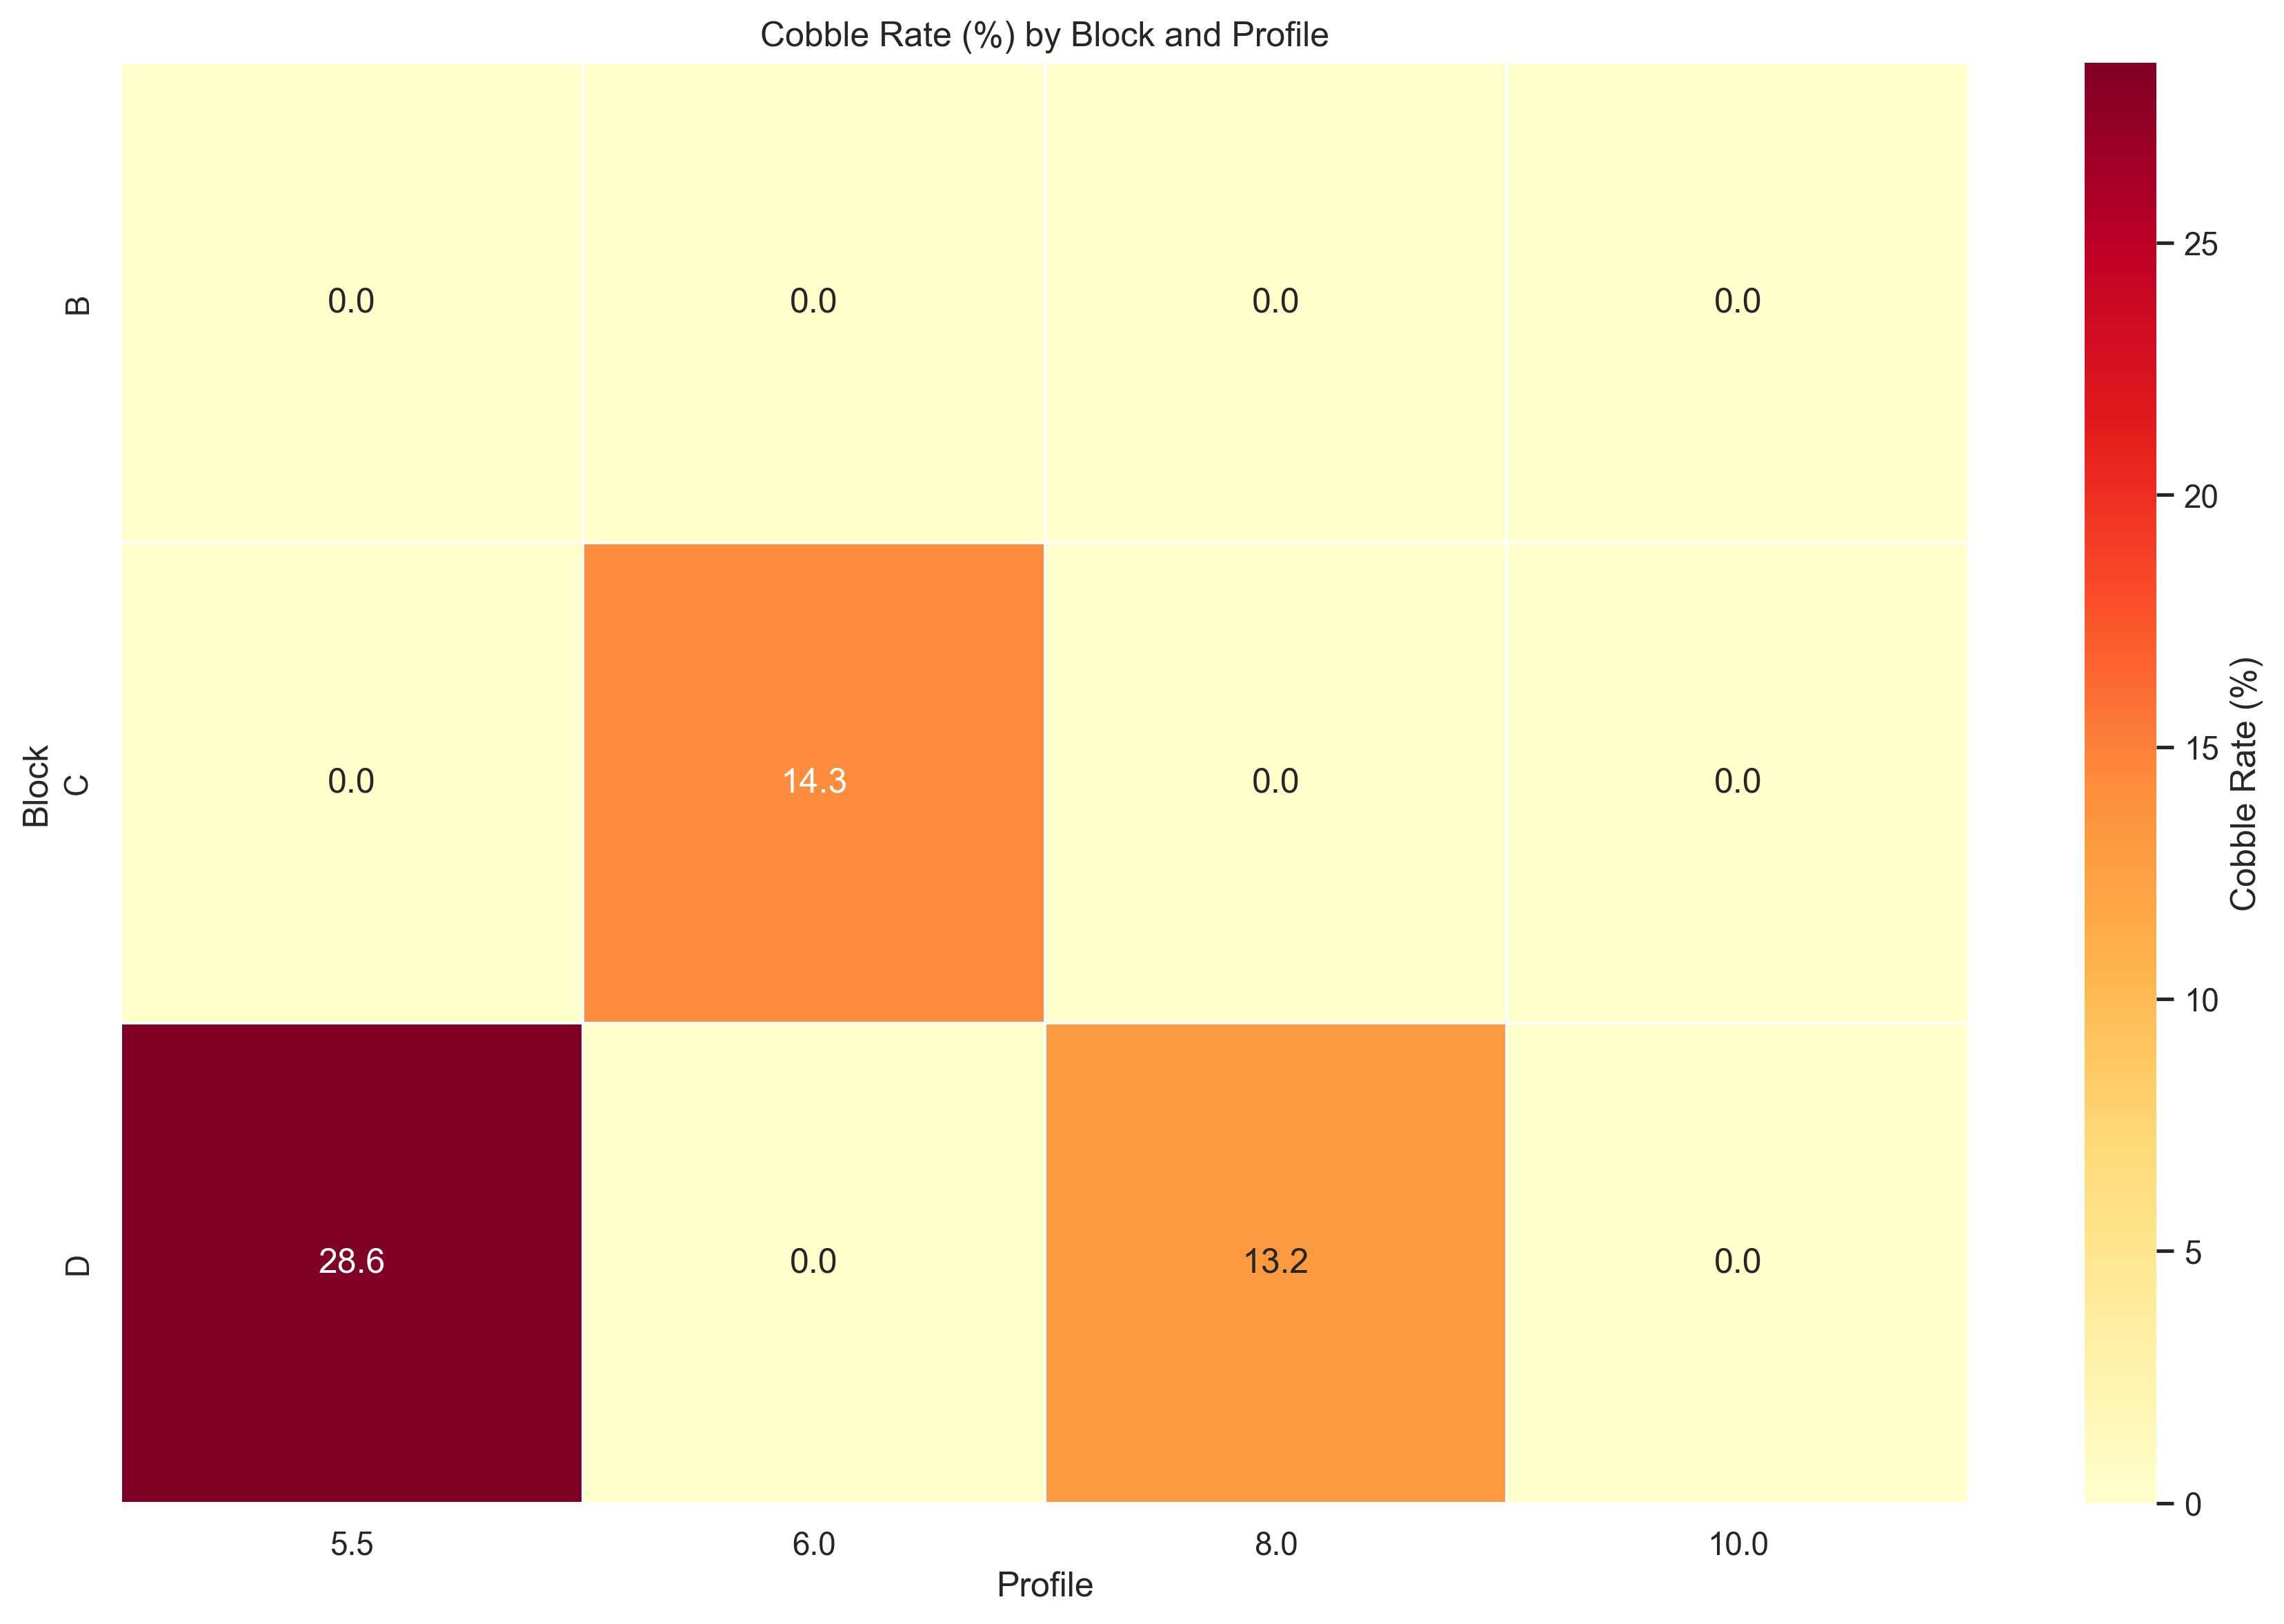 Cobble Rate (%) by Block and Profile
B
0.0 0.0 0.0 0.0
C
0.0 14.3 0.0 0.0
D
28.6 0.0 13.2 0.0
Block
5.5 6.0 8.0 10.0
Profile
25
20
15
10
5
0
Cobble Rate (%)